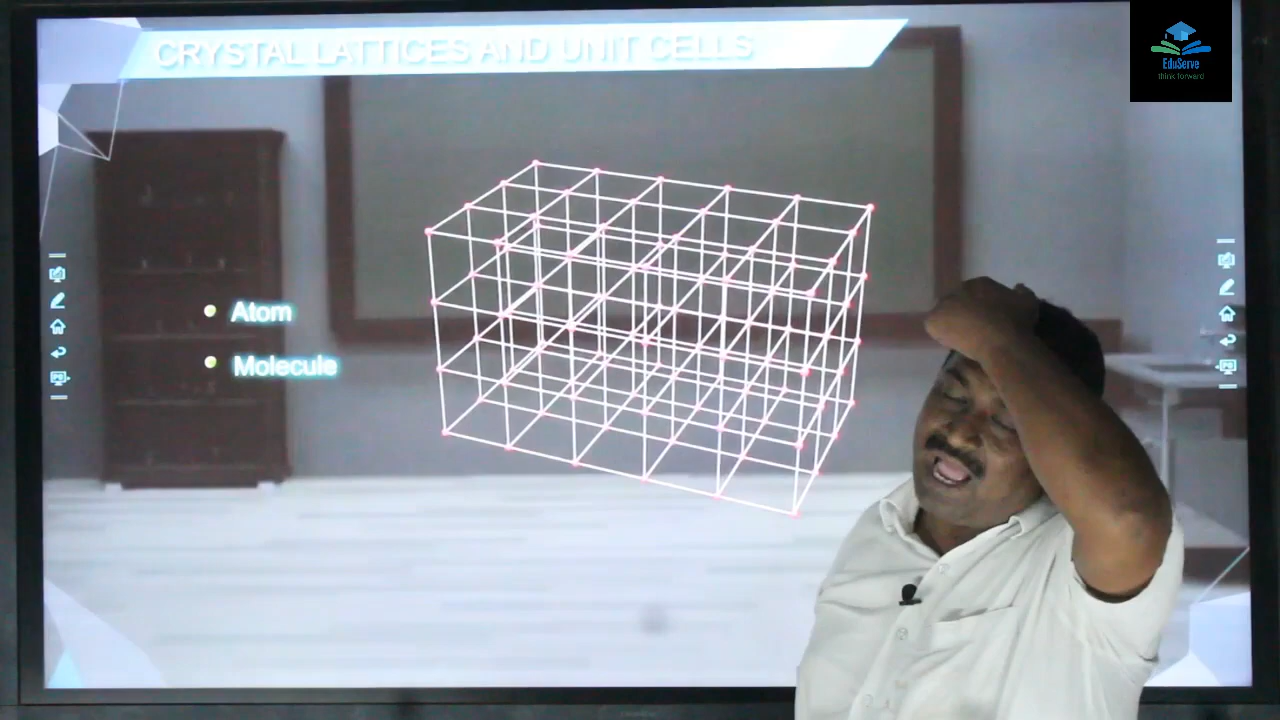 CRYSTAL LATTICES AND UNIT CELLS
EduServe
think forward
Atom
Molecule